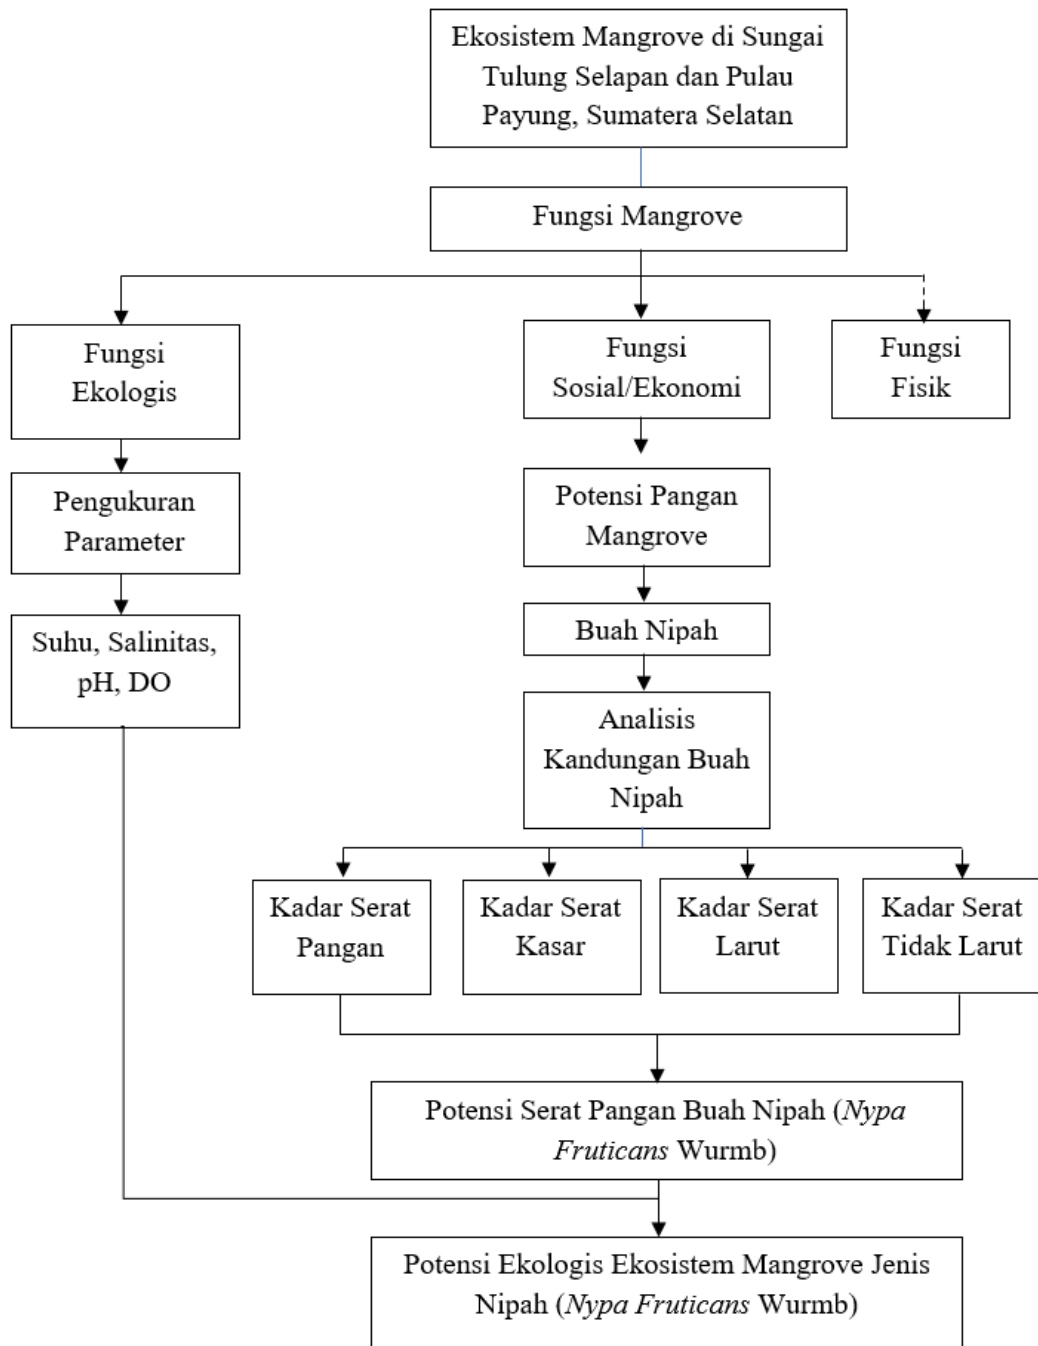 Ekosistem Mangrove di Sungai
Tulung Selapan dan Pulau
Payung, Sumatera Selatan
Fungsi Mangrove
Fungsi
Ekologis
Fungsi
Sosial/Ekonomi
Fungsi
Fisik
Pengukuran
Parameter
Potensi Pangan
Mangrove
Suhu, Salinitas,
pH, DO
Buah Nipah
Analisis
Kandungan Buah
Nipah
Kadar Serat
Pangan
Kadar Serat
Kasar
Kadar Serat
Larut
Kadar Serat
Tidak Larut
Potensi Serat Pangan Buah Nipah (Nypa
Fruticans Wurmb)
Potensi Ekologis Ekosistem Mangrove Jenis
Nipah (Nypa Fruticans Wurmb)